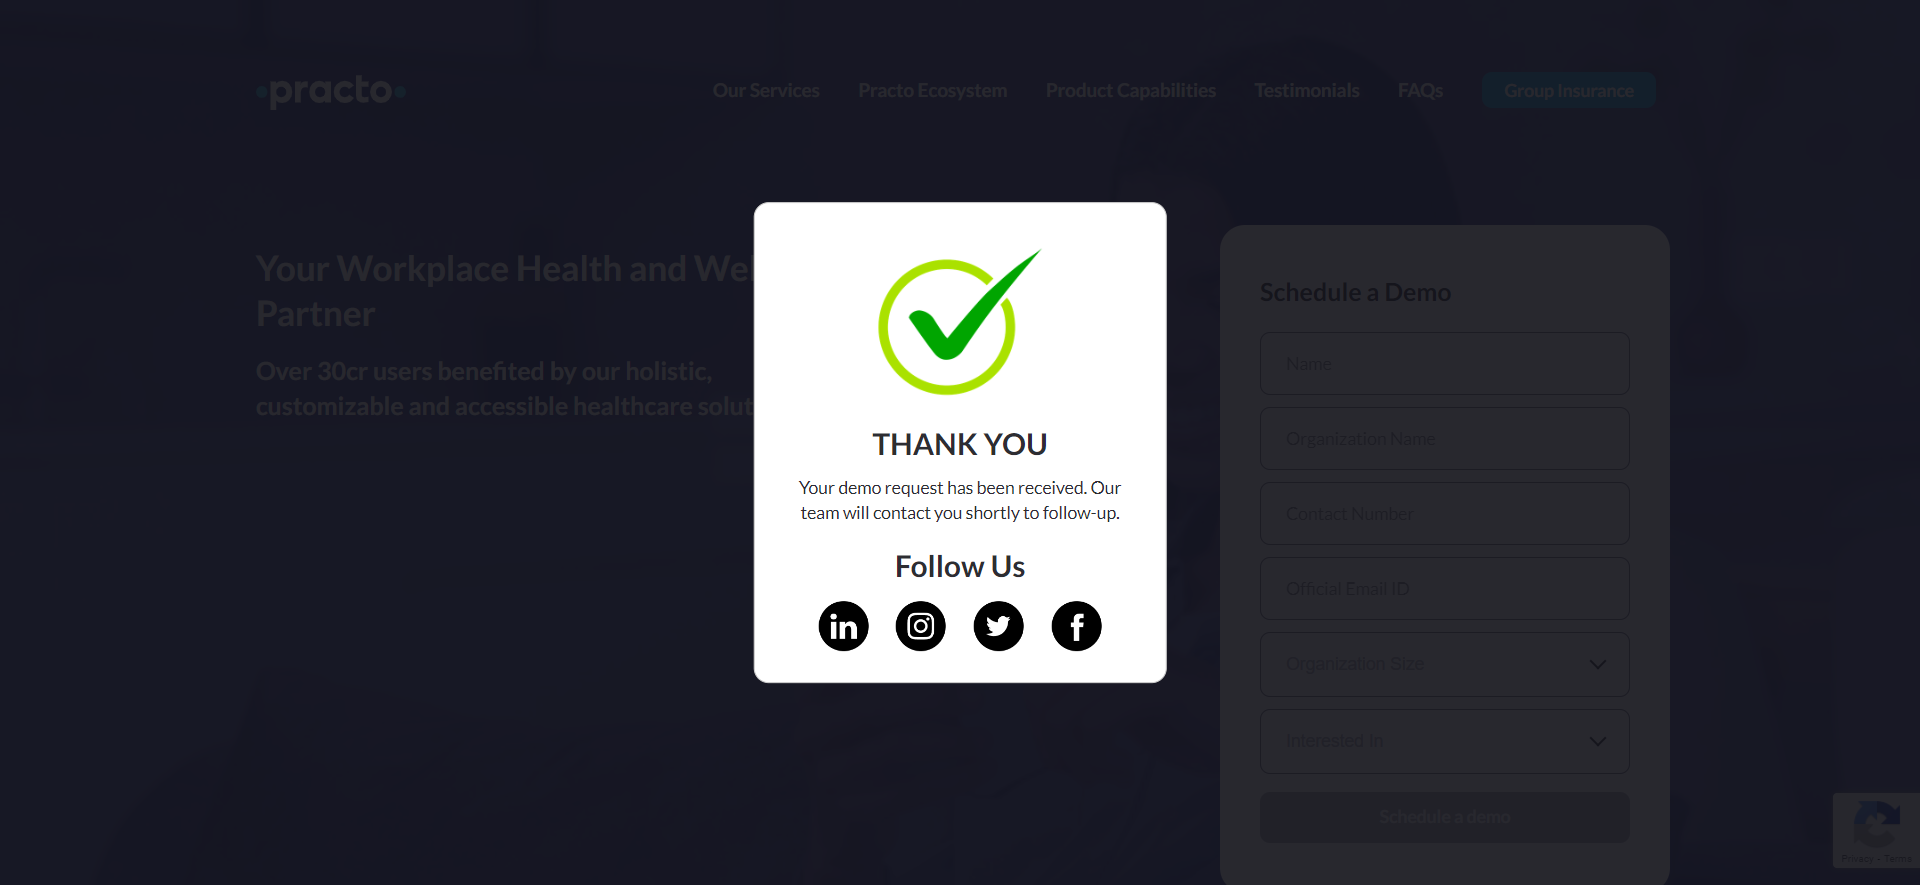 practo
Our Services
Practo Ecosystem
Product Capabilities
Testimonials
FAQs
Group Insurance
Your Workplace Health and Wel
Partner
Over 30cr users benefited by our holistic,
customizable and accessible healthcare solut
THANK YOU
Your demo request has been received. Our
team will contact you shortly to follow-up.
Follow Us
Schedule a Demo
Name
Organization Name
Contact Number
Official Email ID
Organization Size
Interested In
Schedule a demo
Privacy - Terms